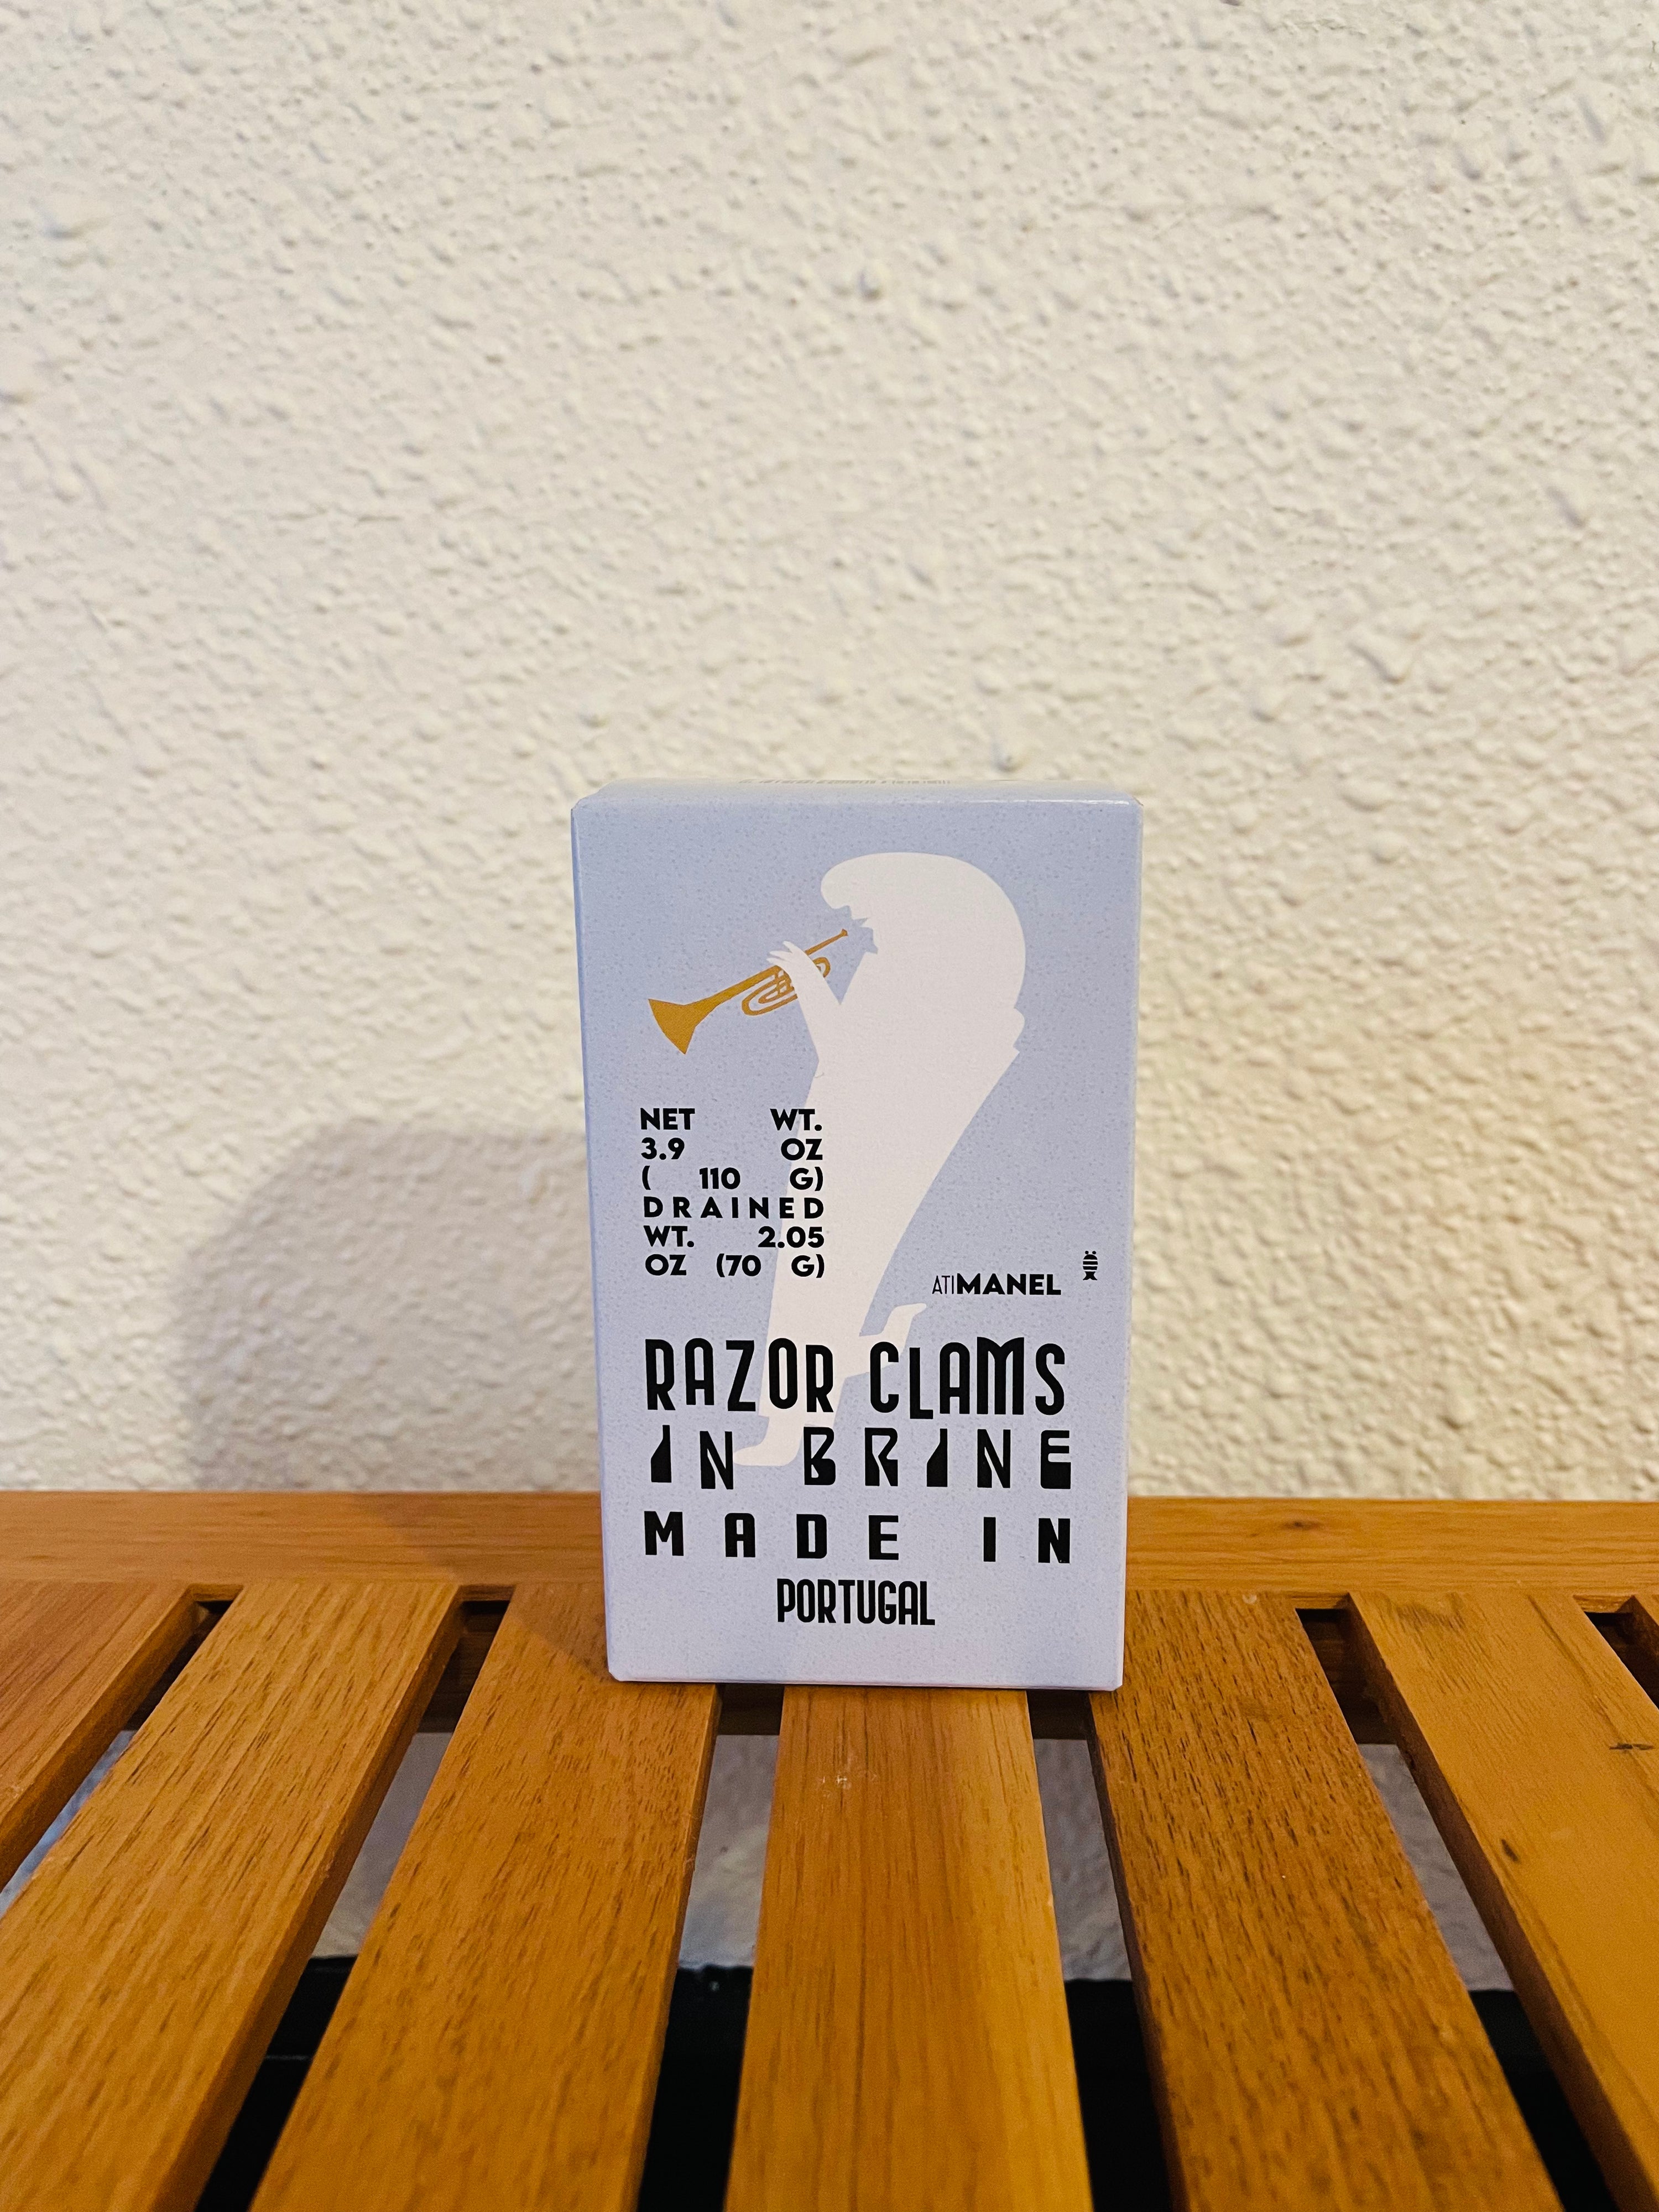 NET WT.
3.9 OZ
( 110 G)
DRAINED
WT. 2.05
OZ (70 G)
ATIMANEL
RAZOR CLAMS
IN BRINE
MADE IN
PORTUGAL